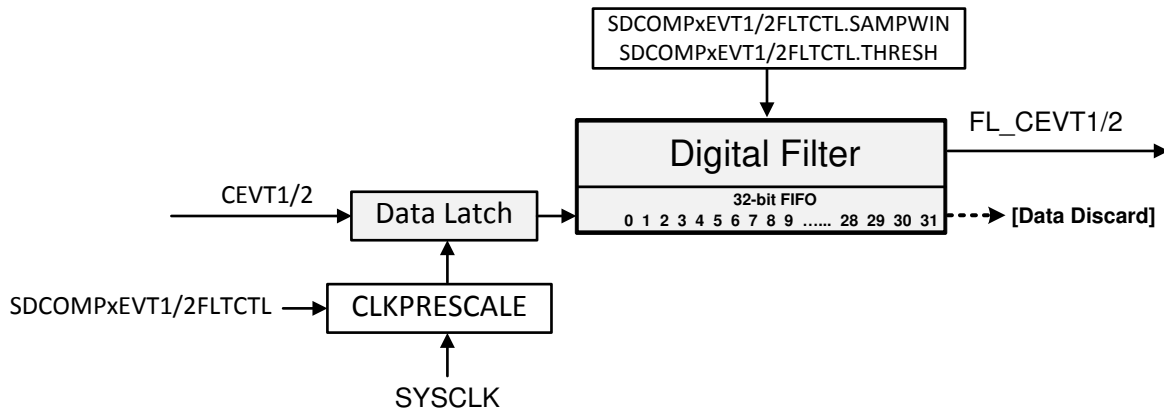 SDCOMPxEVT1/2FLTCTL.SAMPWIN
SDCOMPxEVT1/2FLTCTL.THRESH
FL_CEVT1/2
Digital Filter
CEVT1/2
Data Latch
32-bit FIFO
0 1 2 3 4 5 6 7 8 9 …... 28 29 30 31
[Data Discard]
SDCOMPxEVT1/2FLTCTL
CLKPRESCALE
SYSCLK